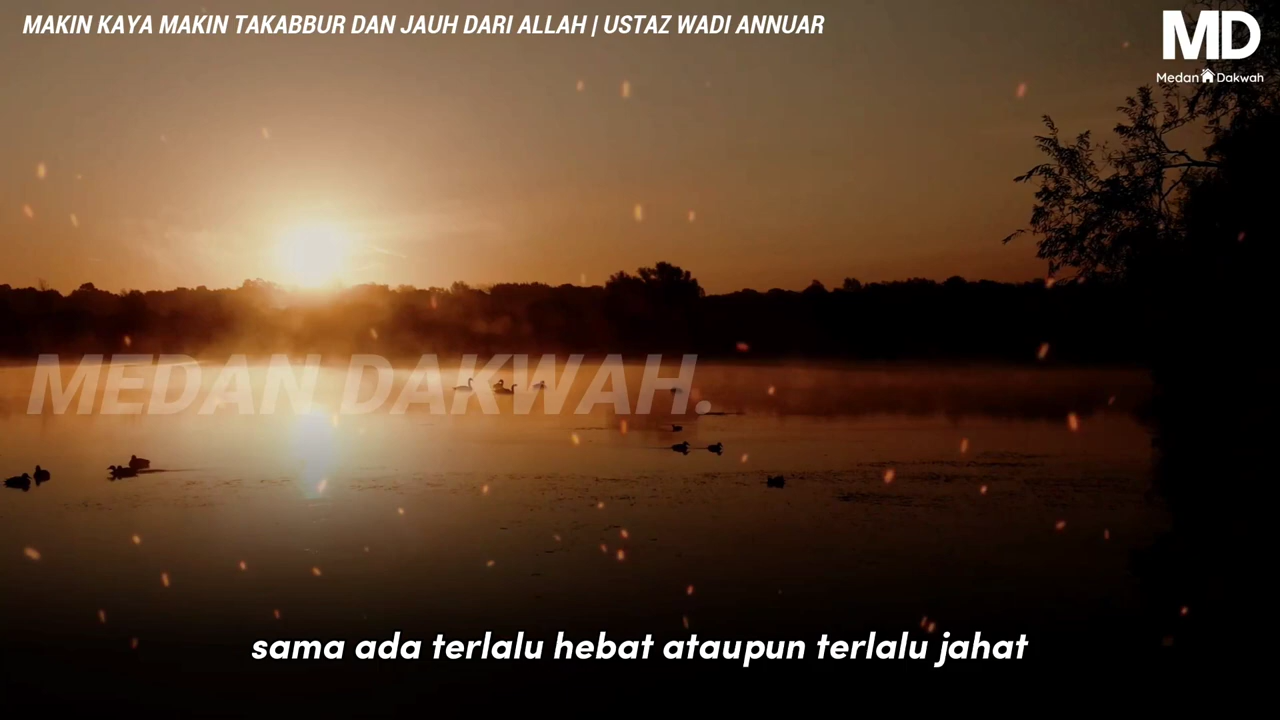 MAKIN KAYA MAKIN TAKABBUR DAN JAUH DARI ALLAH | USTAZ WADI ANNUAR
MD
Medan Dakwah
MEDAN DAKWAH.
sama ada terlalu hebat ataupun terlalu jahat